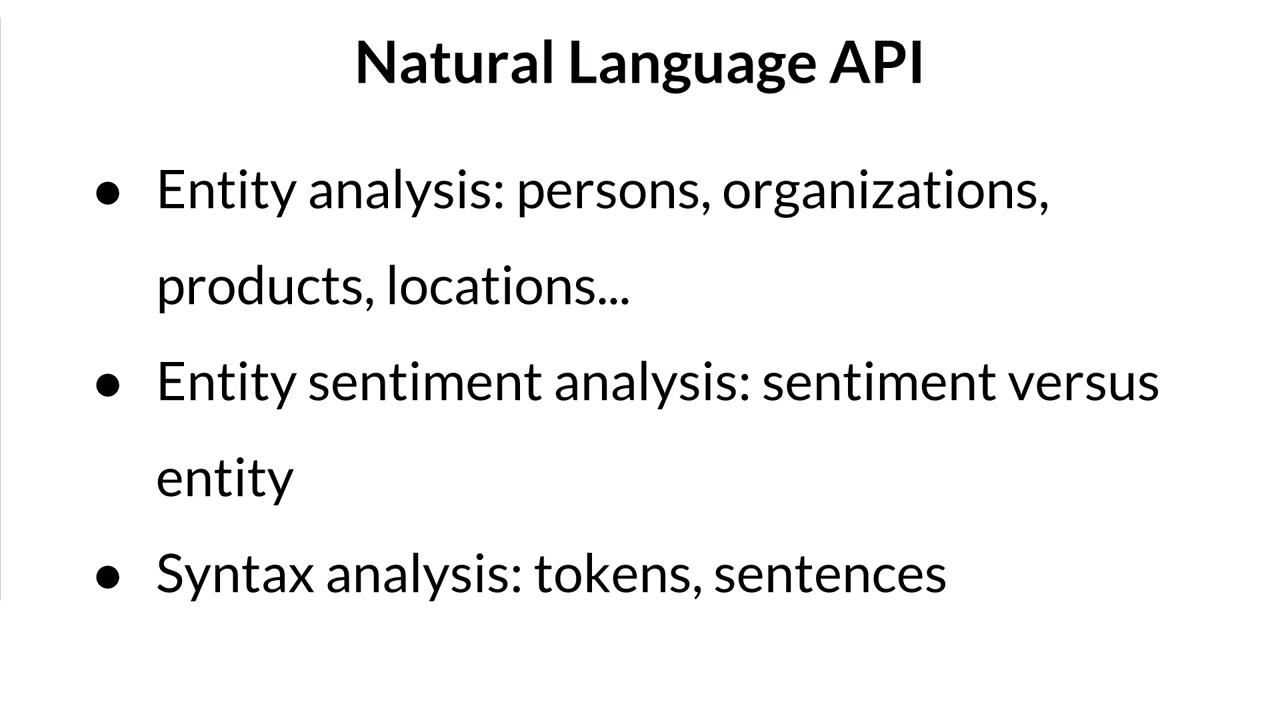 Natural Language API
● Entity analysis: persons, organizations,
products, locations...
● Entity sentiment analysis: sentiment versus
entity
● Syntax analysis: tokens, sentences